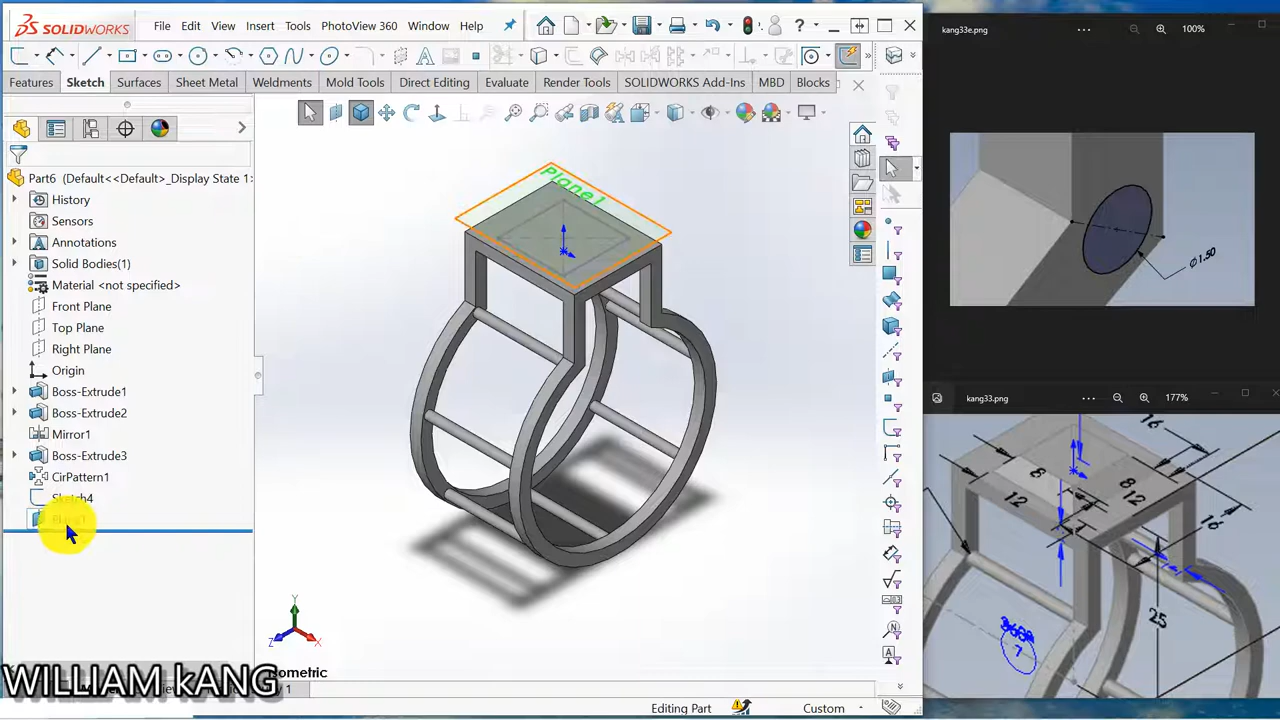 SOLIDWORKS File Edit View Insert Tools PhotoView 360 Window Help
Features Sketch Surfaces Sheet Metal Weldments Mold Tools Direct Editing Evaluate Render Tools SOLIDWORKS Add-Ins MBD Blocks
Part6 (Default<<Default>_Display State 1:
History
Sensors
Annotations
Solid Bodies(1)
Material <not specified>
Front Plane
Top Plane
Right Plane
Origin
Boss-Extrude1
Boss-Extrude2
Mirror1
Boss-Extrude3
CirPattern1
Sketch4
Plane1
Plane1
Y
X
Z
WILLIAM kANG
Editing Part
Custom
kang33e.png
100%
Ø1.50
kang33.png
177%
16
8
8
12
12
16
25
7